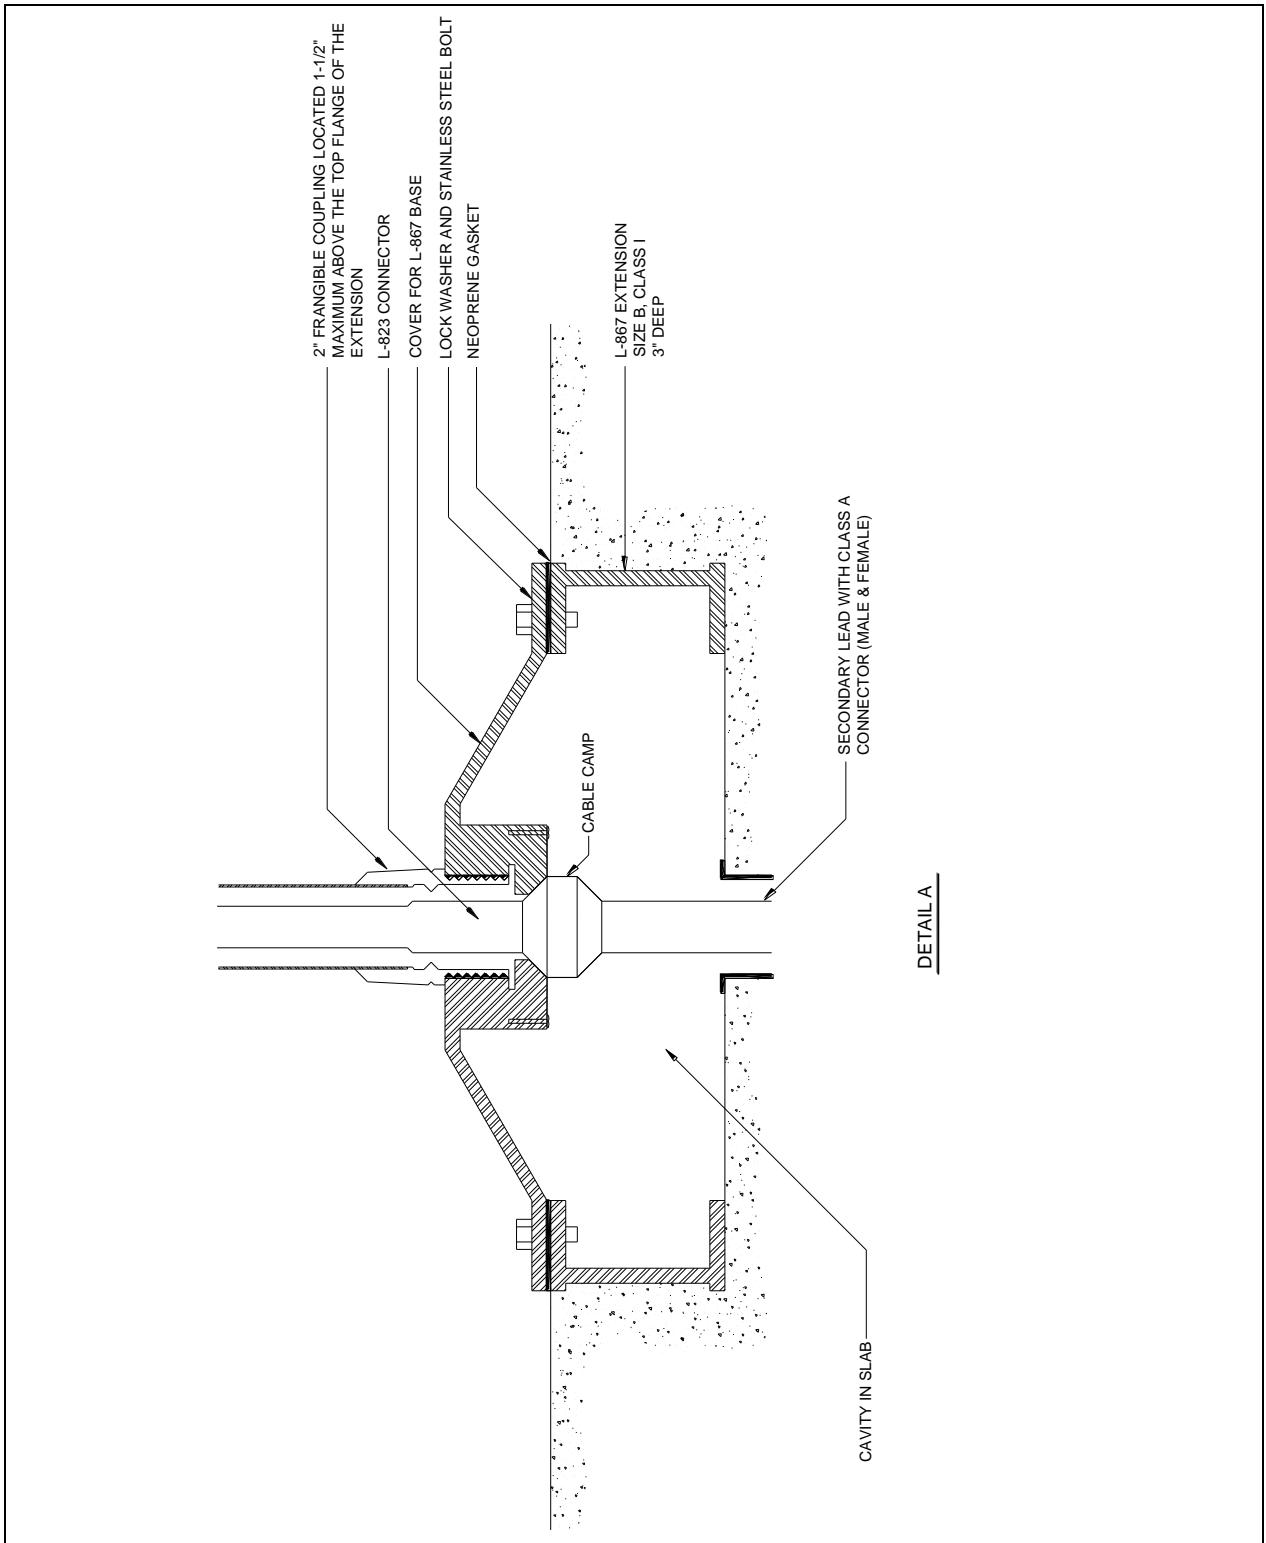 2" FRANGIBLE COUPLING LOCATED 1-1/2"
MAXIMUM ABOVE THE TOP FLANGE OF THE
EXTENSION
L-823 CONNECTOR
COVER FOR L-867 BASE
LOCK WASHER AND STAINLESS STEEL BOLT
NEOPRENE GASKET
L-867 EXTENSION
SIZE B, CLASS I
3" DEEP
CABLE CAMP
SECONDARY LEAD WITH CLASS A
CONNECTOR (MALE & FEMALE)
CAVITY IN SLAB
DETAIL A